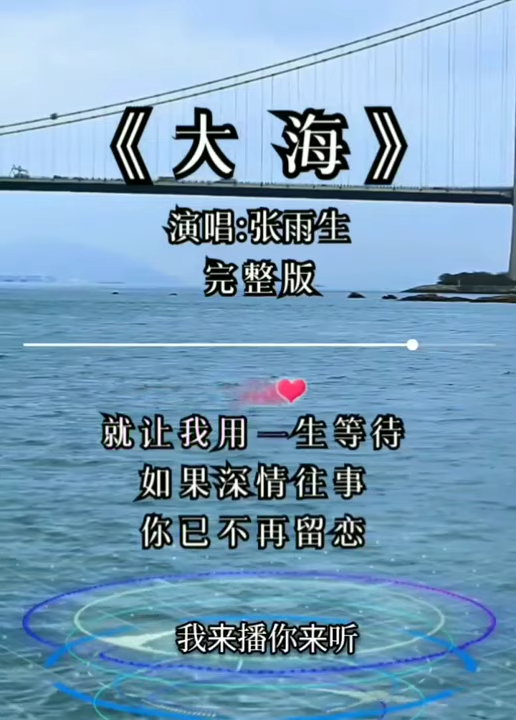 《大海》
演唱:张雨生
完整版
就让我用一生等待
如果深情往事
你已不再留恋
我来播你来听